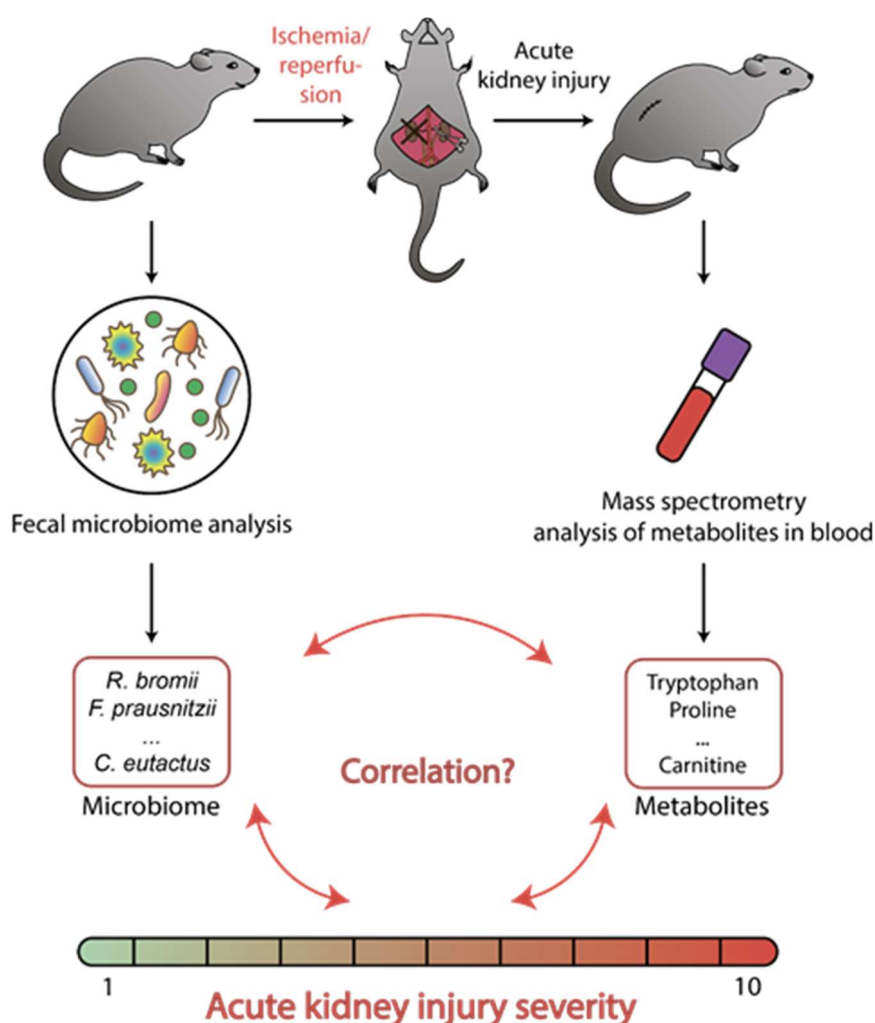 Ischemia/
reperfu-
sion
Acute
kidney injury
Fecal microbiome analysis
Mass spectrometry
analysis of metabolites in blood
R. bromii
F. prausnitzii
...
C. eutactus
Microbiome
Tryptophan
Proline
...
Carnitine
Metabolites
Correlation?
1
10
Acute kidney injury severity